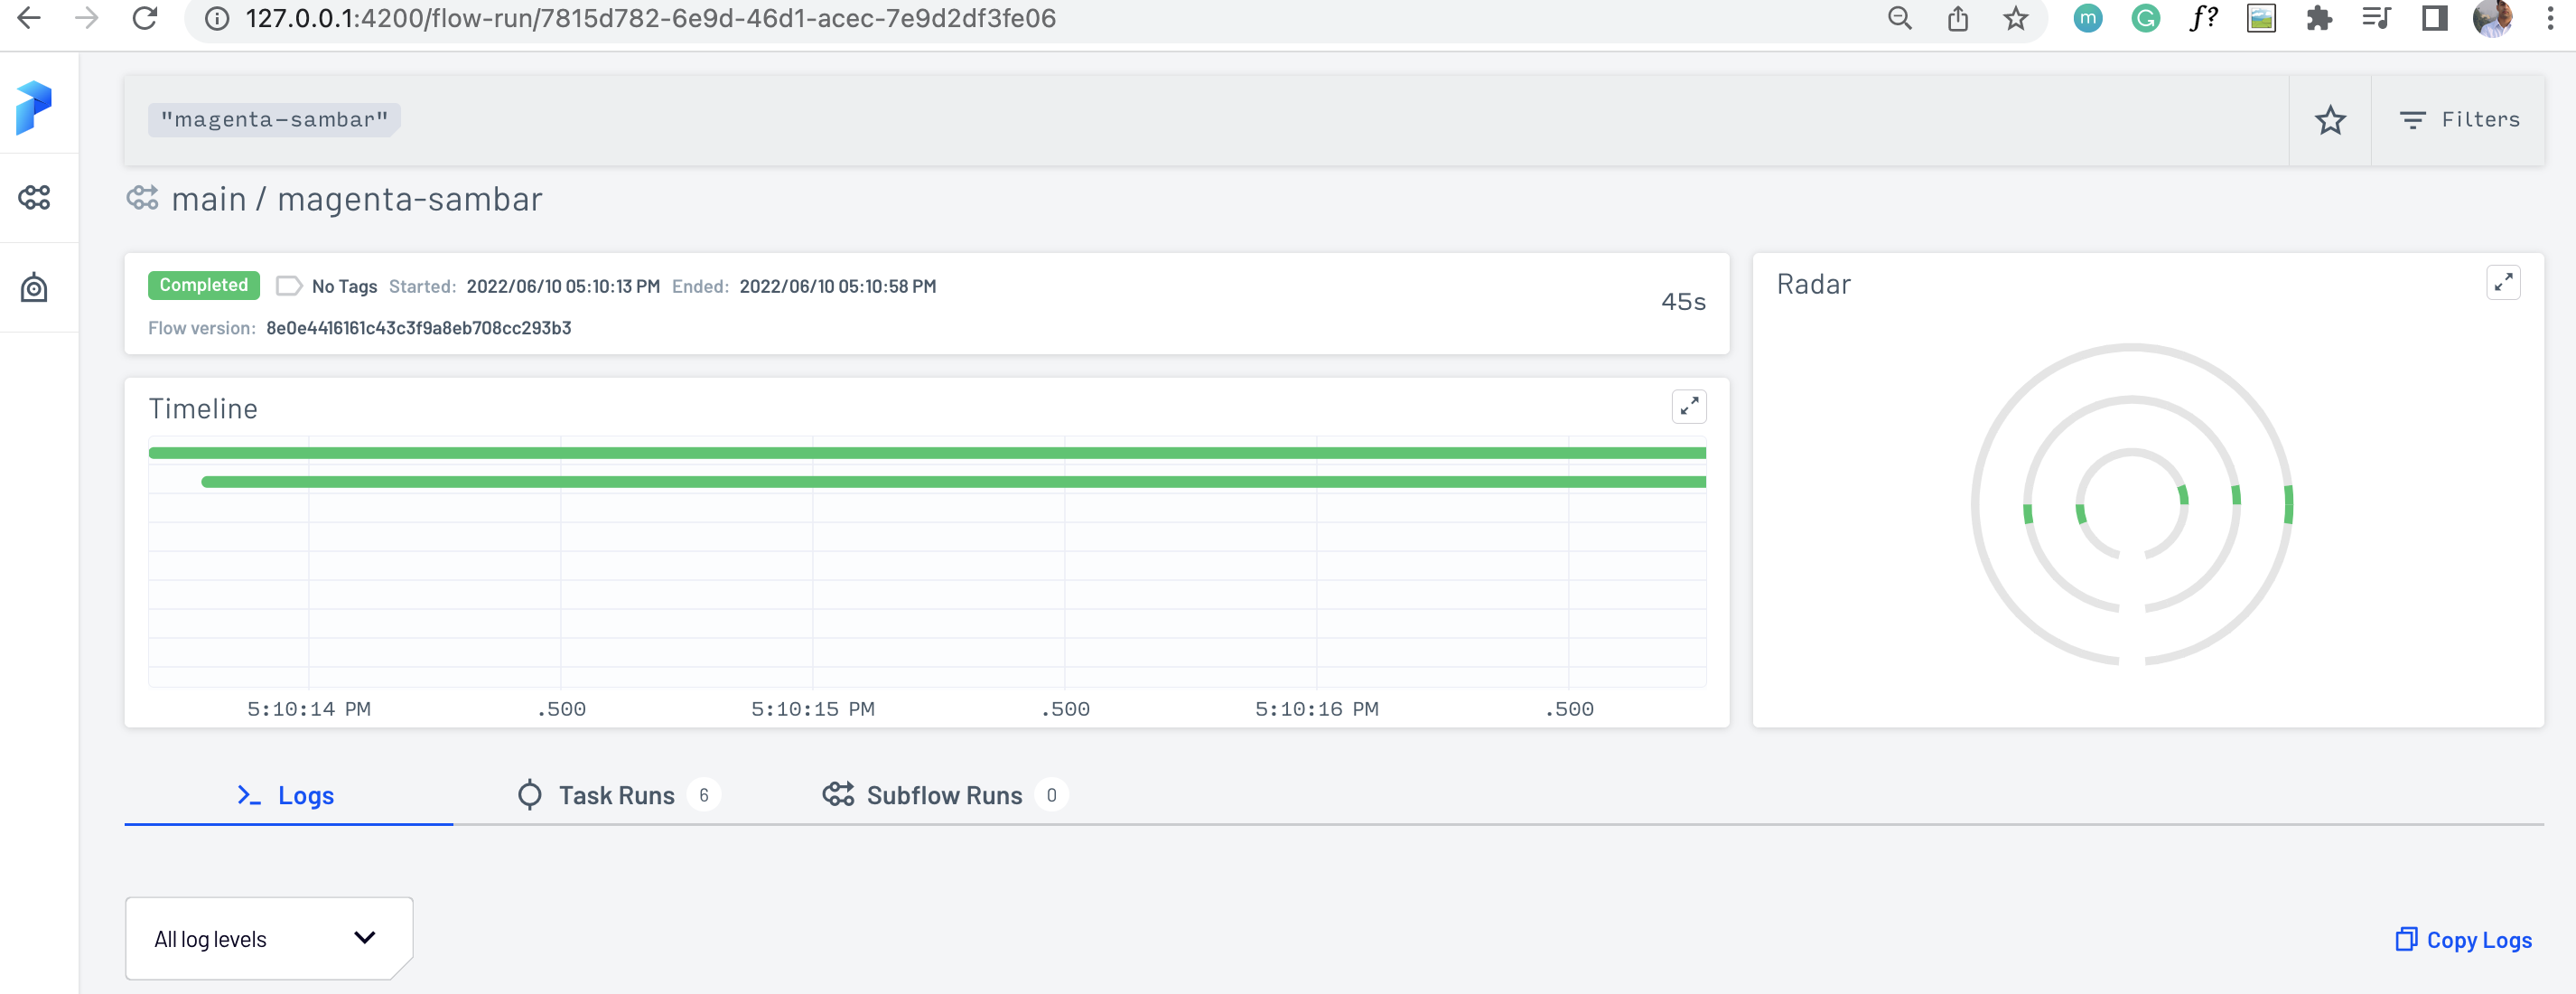 127.0.0.1:4200/flow-run/7815d782-6e9d-46d1-acec-7e9d2df3fe06
m
G
f?
"magenta-sambar"
Filters
main / magenta-sambar
Completed No Tags Started: 2022/06/10 05:10:13 PM Ended: 2022/06/10 05:10:58 PM
45s
Flow version: 8e0e4416161c43c3f9a8eb708cc293b3
Radar
Timeline
5:10:14 PM .500 5:10:15 PM .500 5:10:16 PM .500
Logs Task Runs 6 Subflow Runs 0
All log levels
Copy Logs